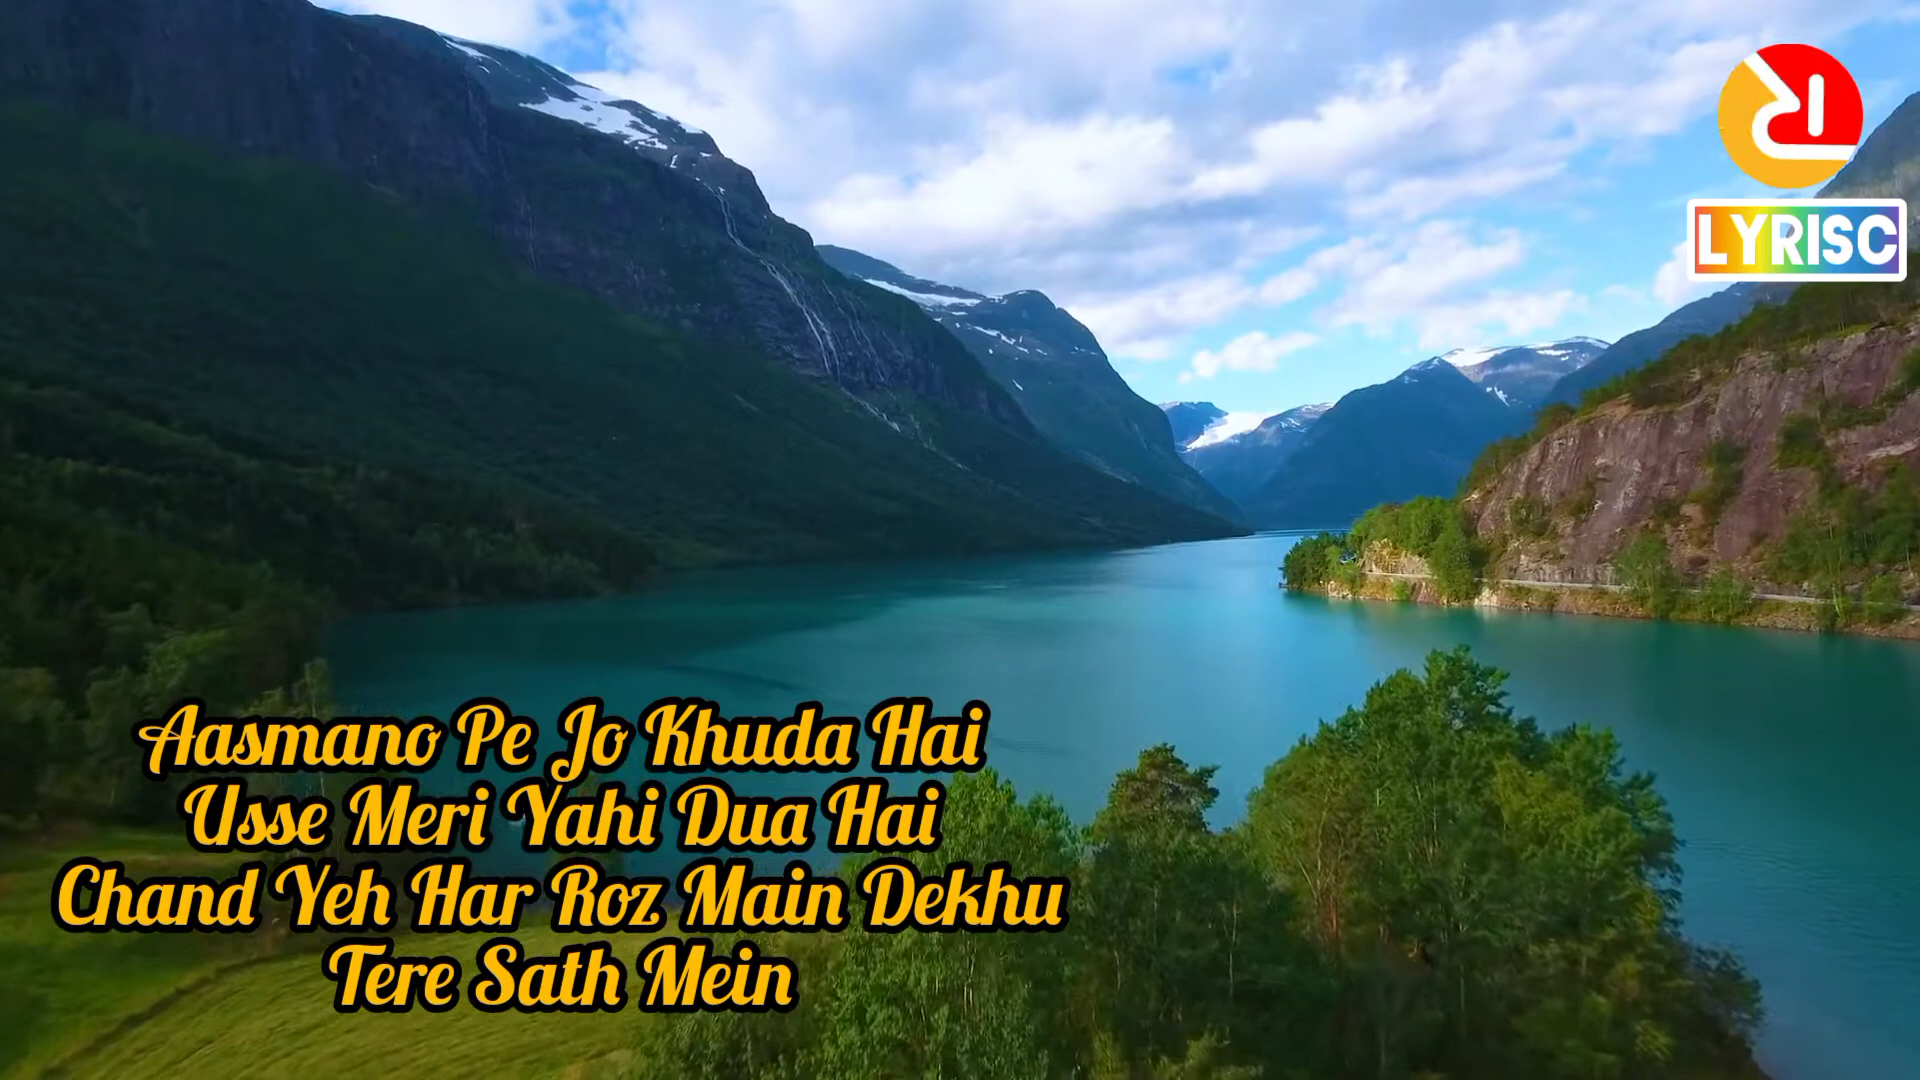 LYRISC
Aasmano Pe Jo Khuda Hai
Usse Meri Yahi Dua Hai
Chand Yeh Har Roz Main Dekhu
Tere Sath Mein